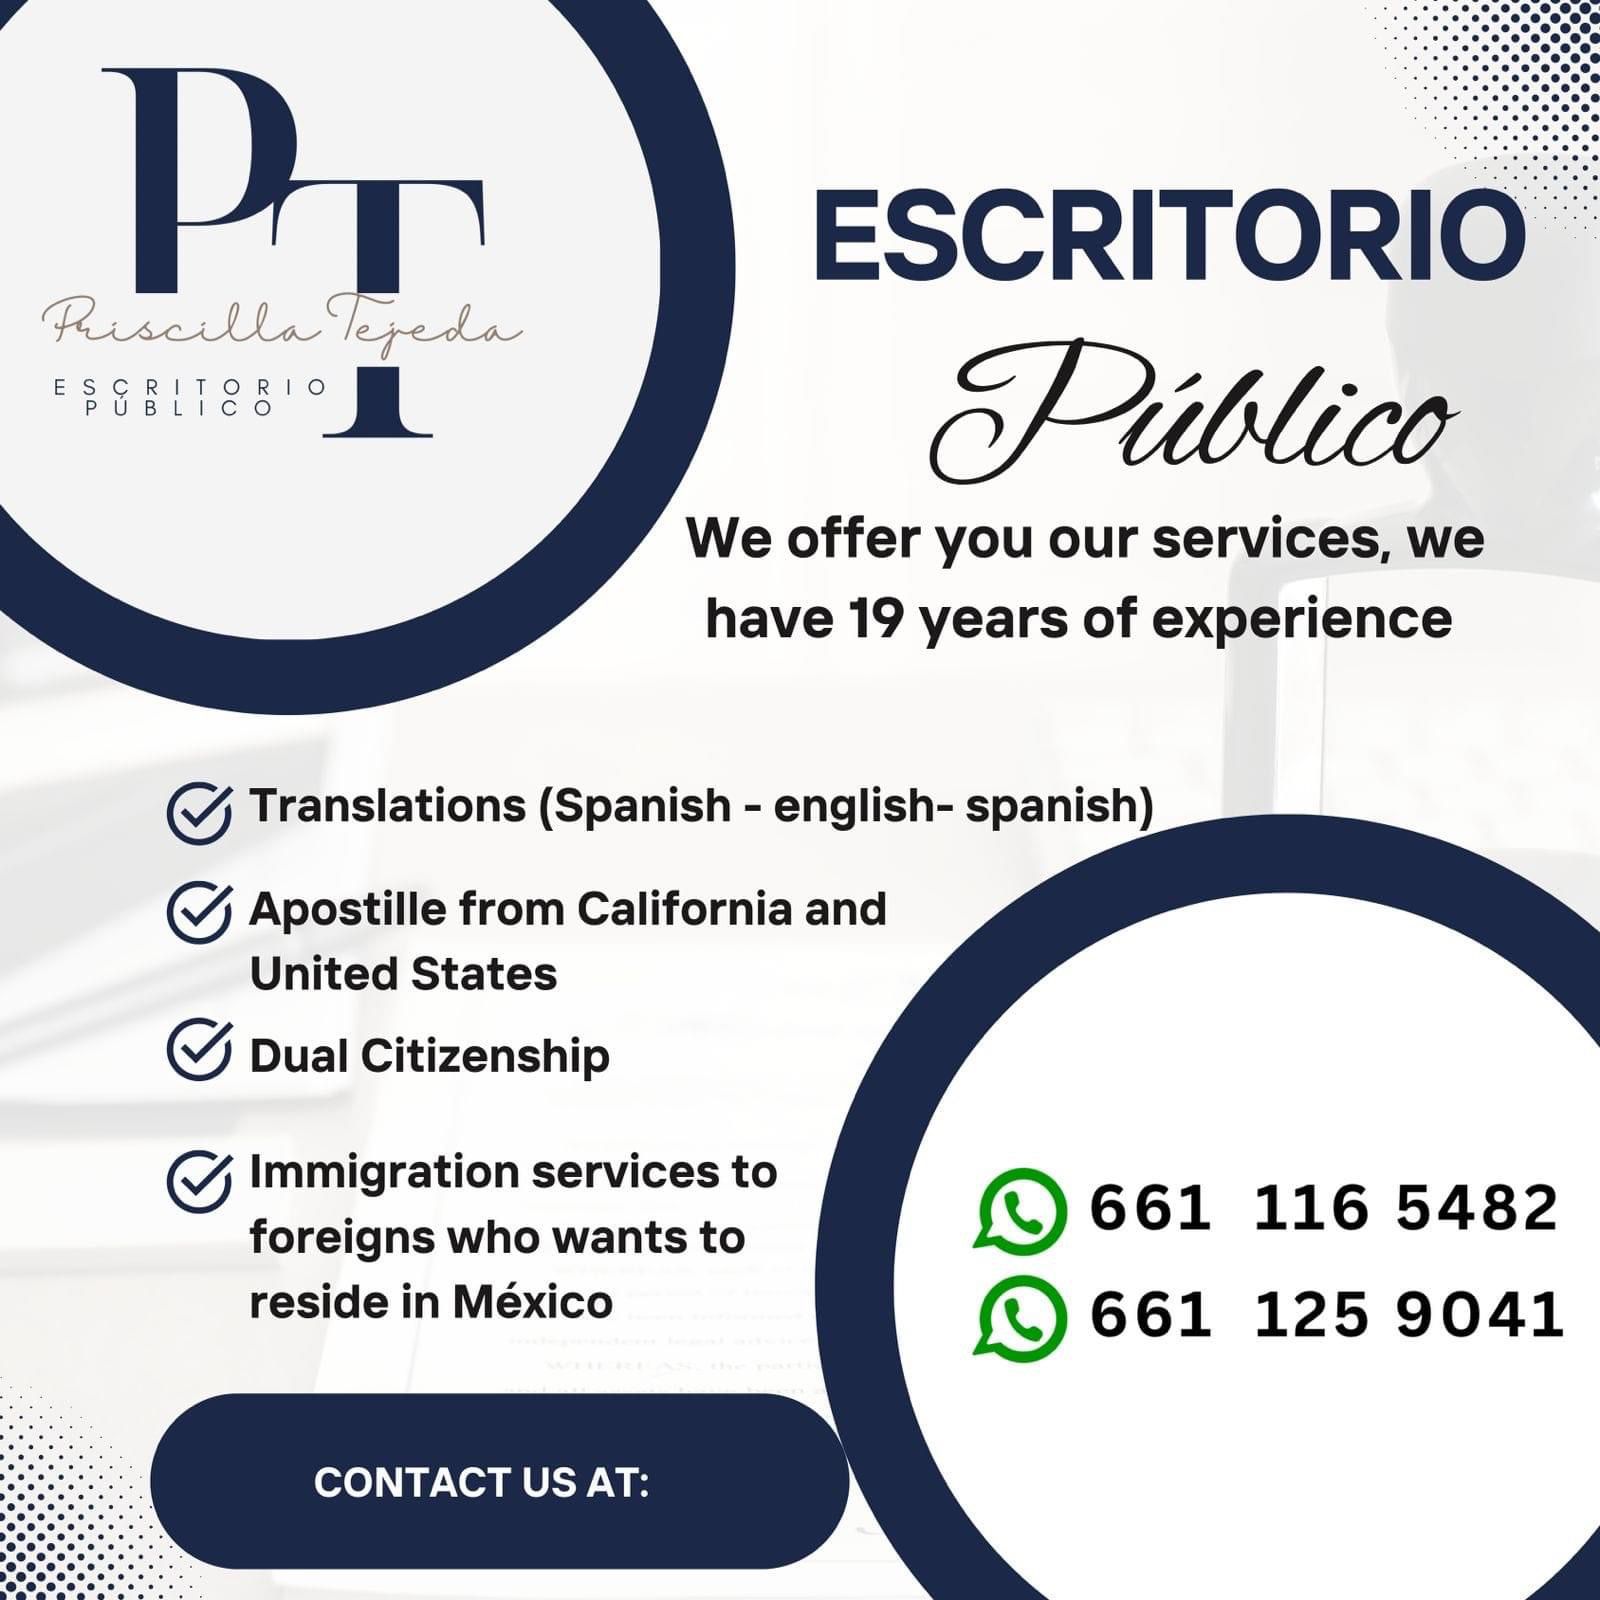 PT
Priscilla Tejeda
ESCRITORIO
PÚBLICO
ESCRITORIO
Público
We offer you our services, we
have 19 years of experience
Translations (Spanish - english- spanish)
Apostille from California and
United States
Dual Citizenship
Immigration services to
foreigns who wants to
reside in México
661 116 5482
661 125 9041
CONTACT US AT: